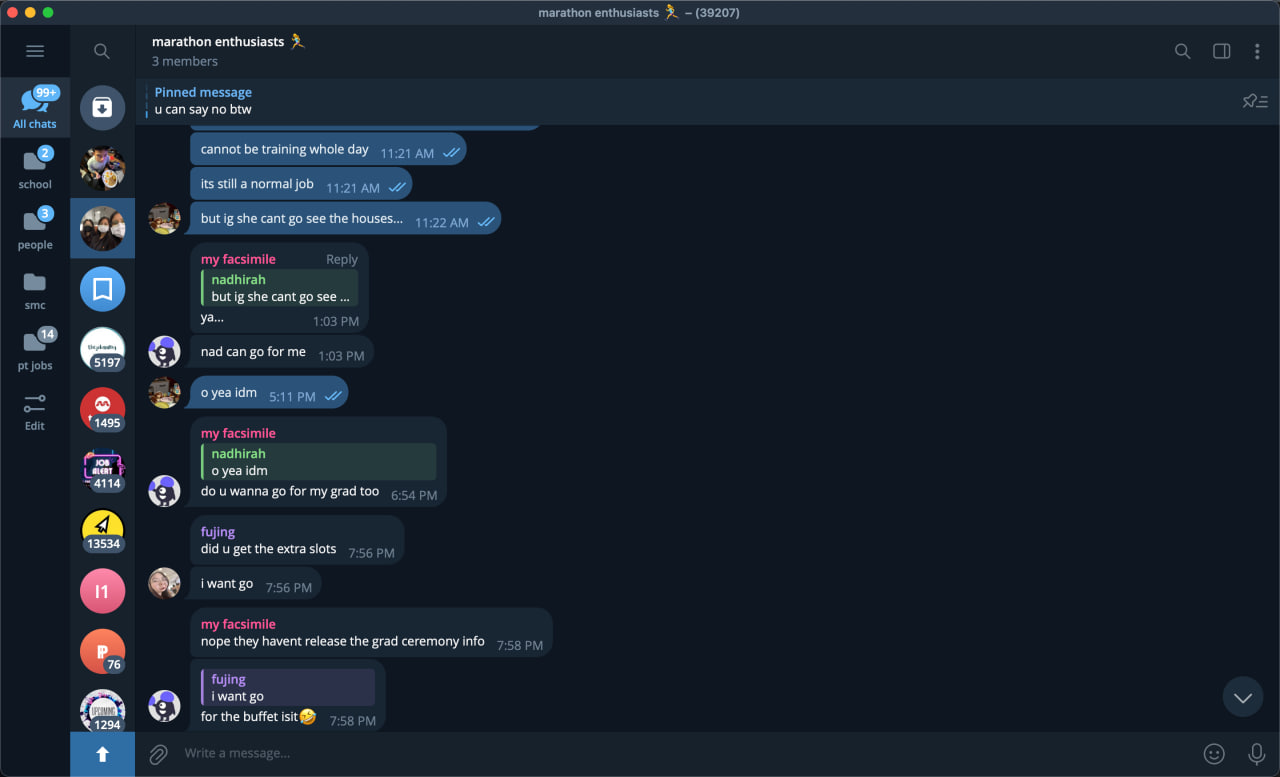 marathon enthusiasts 🏃 – (39207)
marathon enthusiasts 🏃
3 members
Pinned message
u can say no btw
99+
All chats
2
school
3
people
smc
14
pt jobs
Edit
5197
1495
JOB
ALERT
4114
13534
I1
76
UPCOMING
1294
cannot be training whole day 11:21 AM
its still a normal job 11:21 AM
but ig she cant go see the houses... 11:22 AM
my facsimile Reply
nadhirah
but ig she cant go see ...
ya... 1:03 PM
nad can go for me 1:03 PM
o yea idm 5:11 PM
my facsimile
nadhirah
o yea idm
do u wanna go for my grad too 6:54 PM
fujing
did u get the extra slots 7:56 PM
i want go 7:56 PM
my facsimile
nope they havent release the grad ceremony info 7:58 PM
fujing
i want go
for the buffet isit🤣 7:58 PM
Write a message...